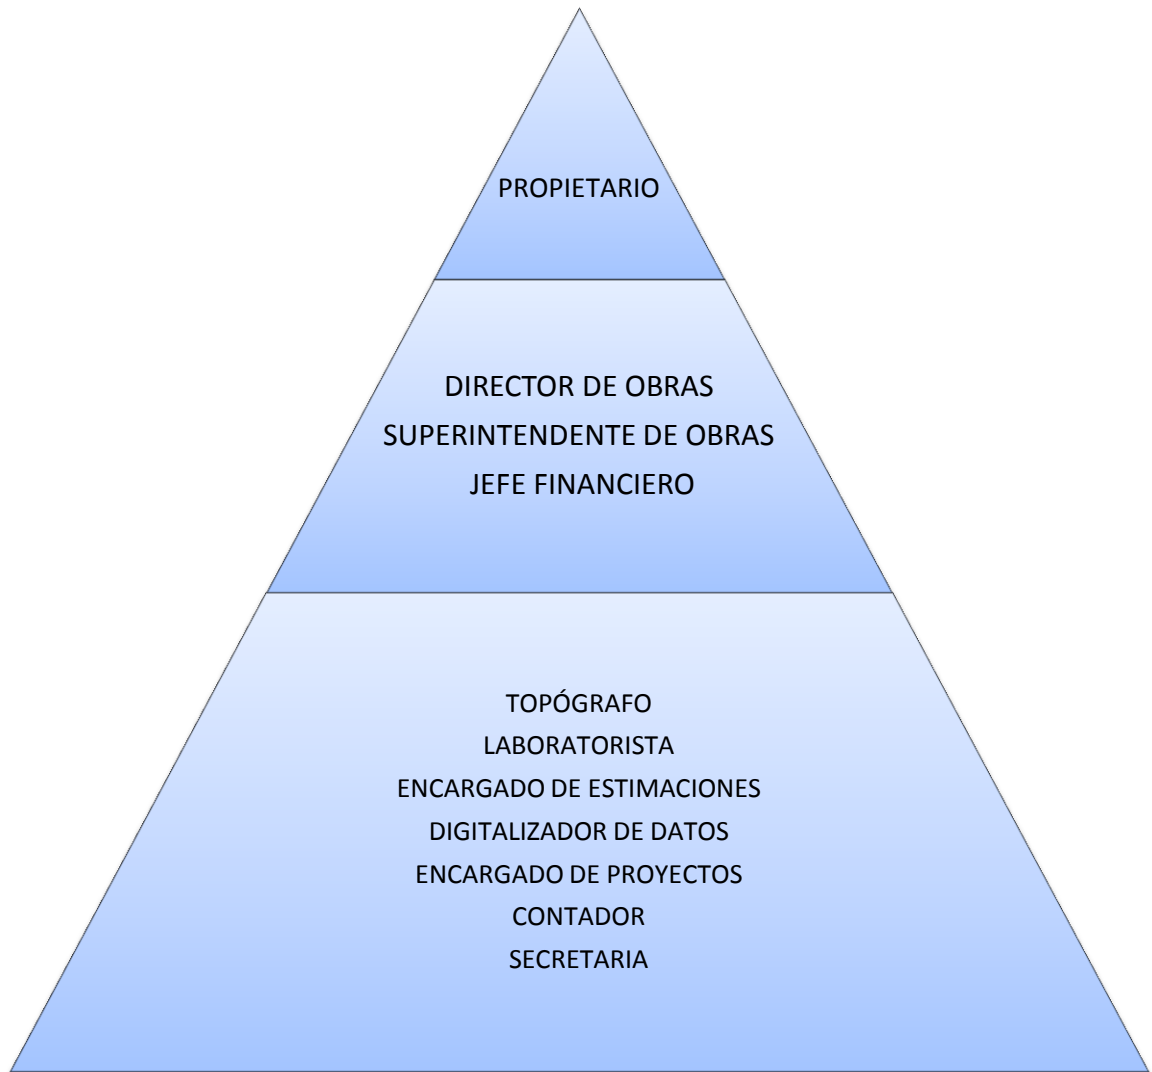 PROPIETARIO
DIRECTOR DE OBRAS
SUPERINTENDENTE DE OBRAS
JEFE FINANCIERO
TOPÓGRAFO
LABORATORISTA
ENCARGADO DE ESTIMACIONES
DIGITALIZADOR DE DATOS
ENCARGADO DE PROYECTOS
CONTADOR
SECRETARIA